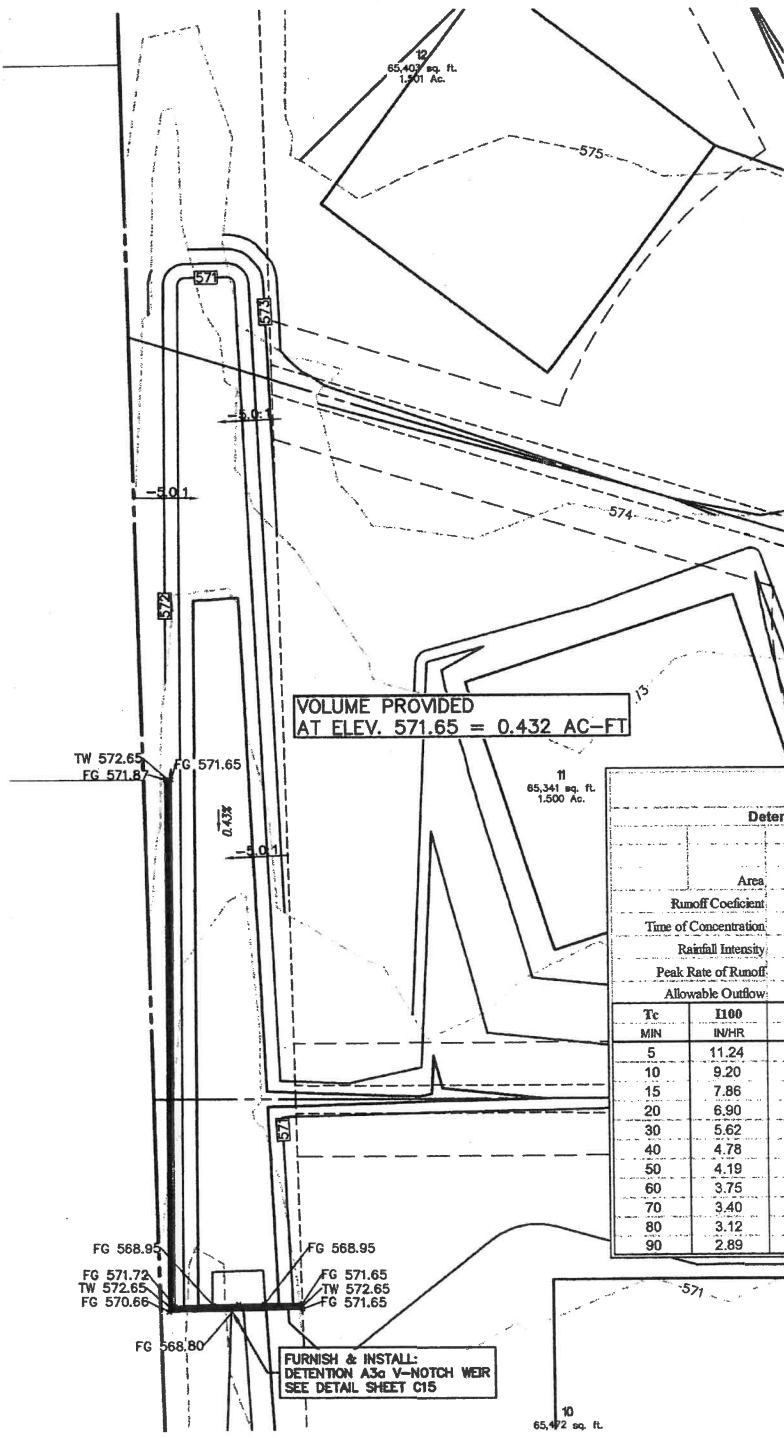 12
65,403 sq. ft.
1.501 Ac.
575
571
573
-5.0:1
-5.0:1
574
572
VOLUME PROVIDED
AT ELEV. 571.65 = 0.432 AC-FT
13
TW 572.65
FG 571.87
FG 571.65
11
65,341 sq. ft.
1.500 Ac.
0.43%
-5.0:1
Deter
Area
Runoff Coeficient
Time of Concentration
Rainfall Intensity
Peak Rate of Runoff
Allowable Outflow
Tc I100
MIN IN/HR
5 11.24
10 9.20
15 7.86
20 6.90
30 5.62
40 4.78
50 4.19
60 3.75
70 3.40
80 3.12
90 2.89
571
FG 568.95
FG 568.95
FG 571.72
TW 572.65
FG 570.66
FG 571.65
TW 572.65
FG 571.65
571
FG 568.80
FURNISH & INSTALL:
DETENTION A3a V-NOTCH WEIR
SEE DETAIL SHEET C15
10
65,472 sq. ft.